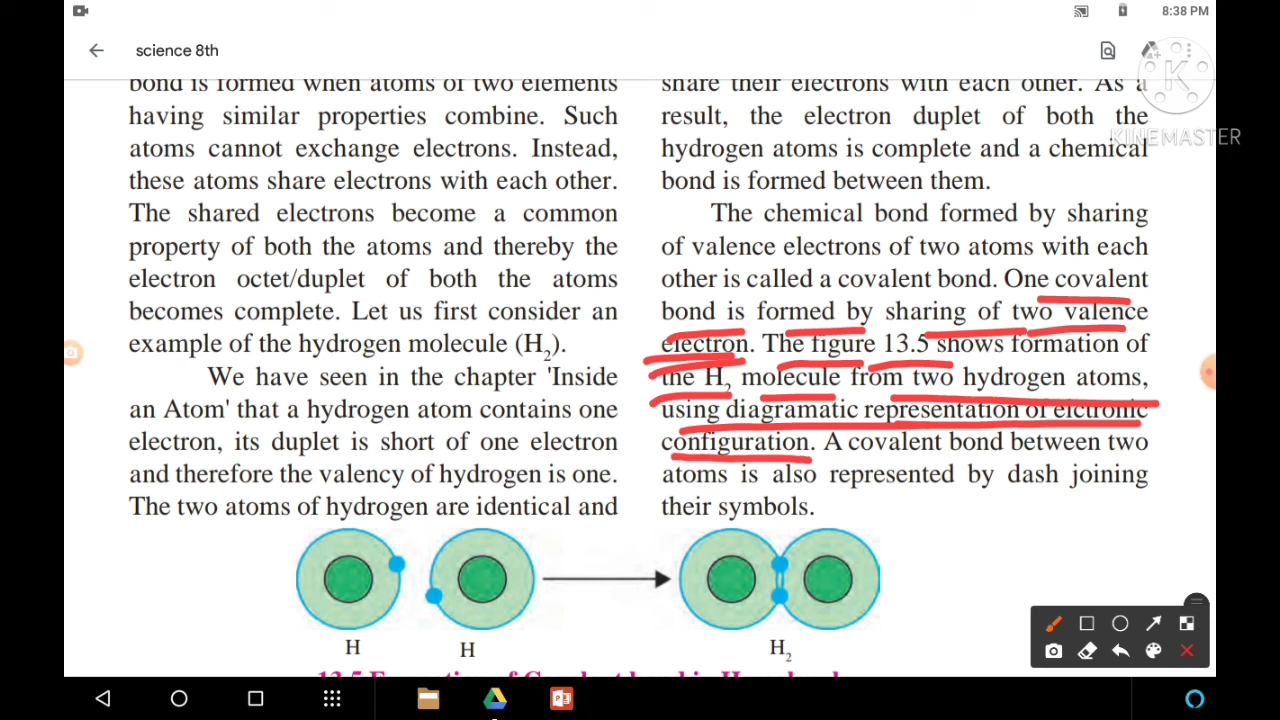 8:38 PM
science 8th
KINEMASTER
bond is formed when atoms of two elements
having similar properties combine. Such
atoms cannot exchange electrons. Instead,
these atoms share electrons with each other.
The shared electrons become a common
property of both the atoms and thereby the
electron octet/duplet of both the atoms
becomes complete. Let us first consider an
example of the hydrogen molecule (H₂).
We have seen in the chapter 'Inside
an Atom' that a hydrogen atom contains one
electron, its duplet is short of one electron
and therefore the valency of hydrogen is one.
The two atoms of hydrogen are identical and
share their electrons with each other. As a
result, the electron duplet of both the
hydrogen atoms is complete and a chemical
bond is formed between them.
The chemical bond formed by sharing
of valence electrons of two atoms with each
other is called a covalent bond. One covalent
bond is formed by sharing of two valence
electron. The figure 13.5 shows formation of
the H₂ molecule from two hydrogen atoms,
using diagramatic representation of elctronic
configuration. A covalent bond between two
atoms is also represented by dash joining
their symbols.
H
H
H₂